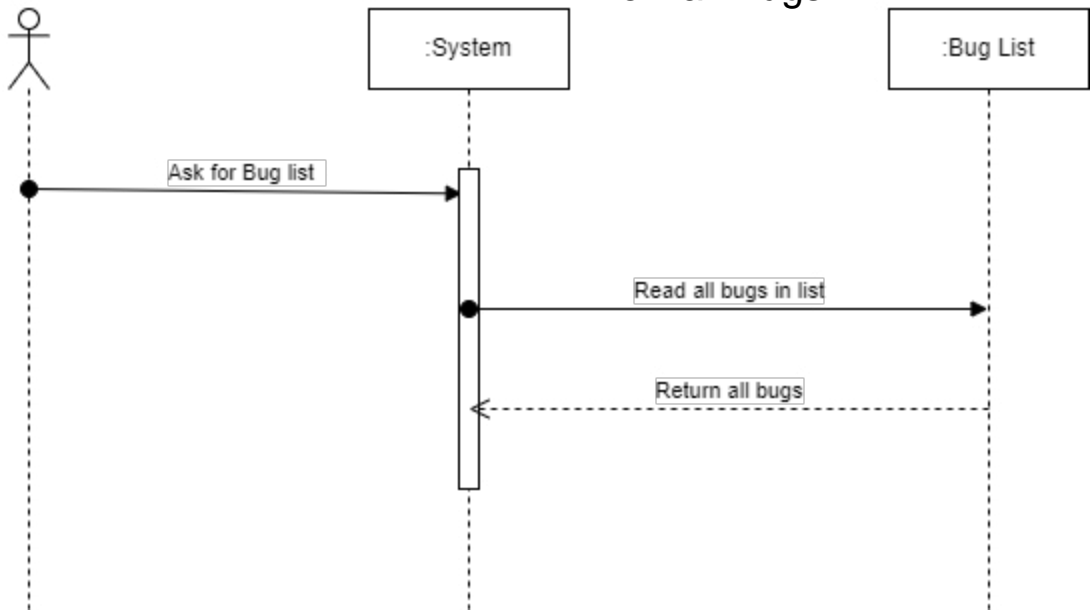 :System
:Bug List
Ask for Bug list
Read all bugs in list
Return all bugs